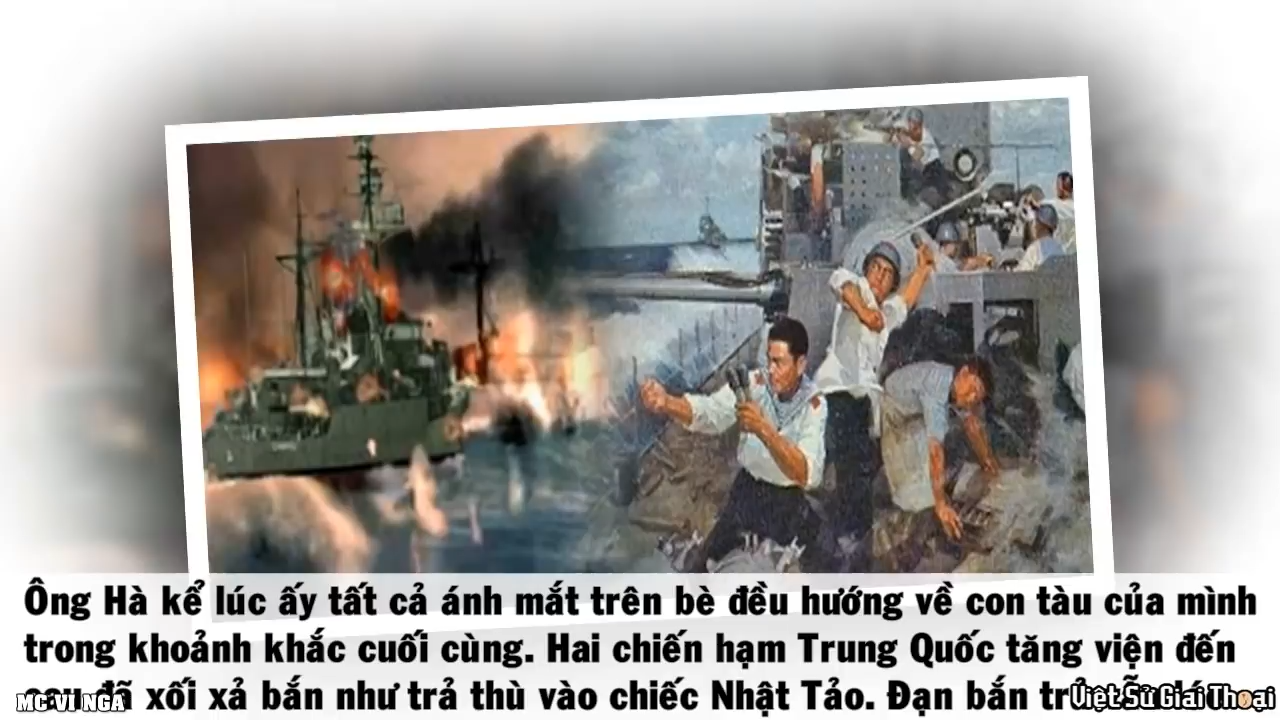 Ông Hà kể lúc ấy tất cả ánh mắt trên bè đều hướng về con tàu của mình
trong khoảnh khắc cuối cùng. Hai chiến hạm Trung Quốc tăng viện đến
đã xối xả bắn như trả thù vào chiếc Nhật Tảo. Đạn bắn
MC VI NGA
Việt Sử Giai Thoại